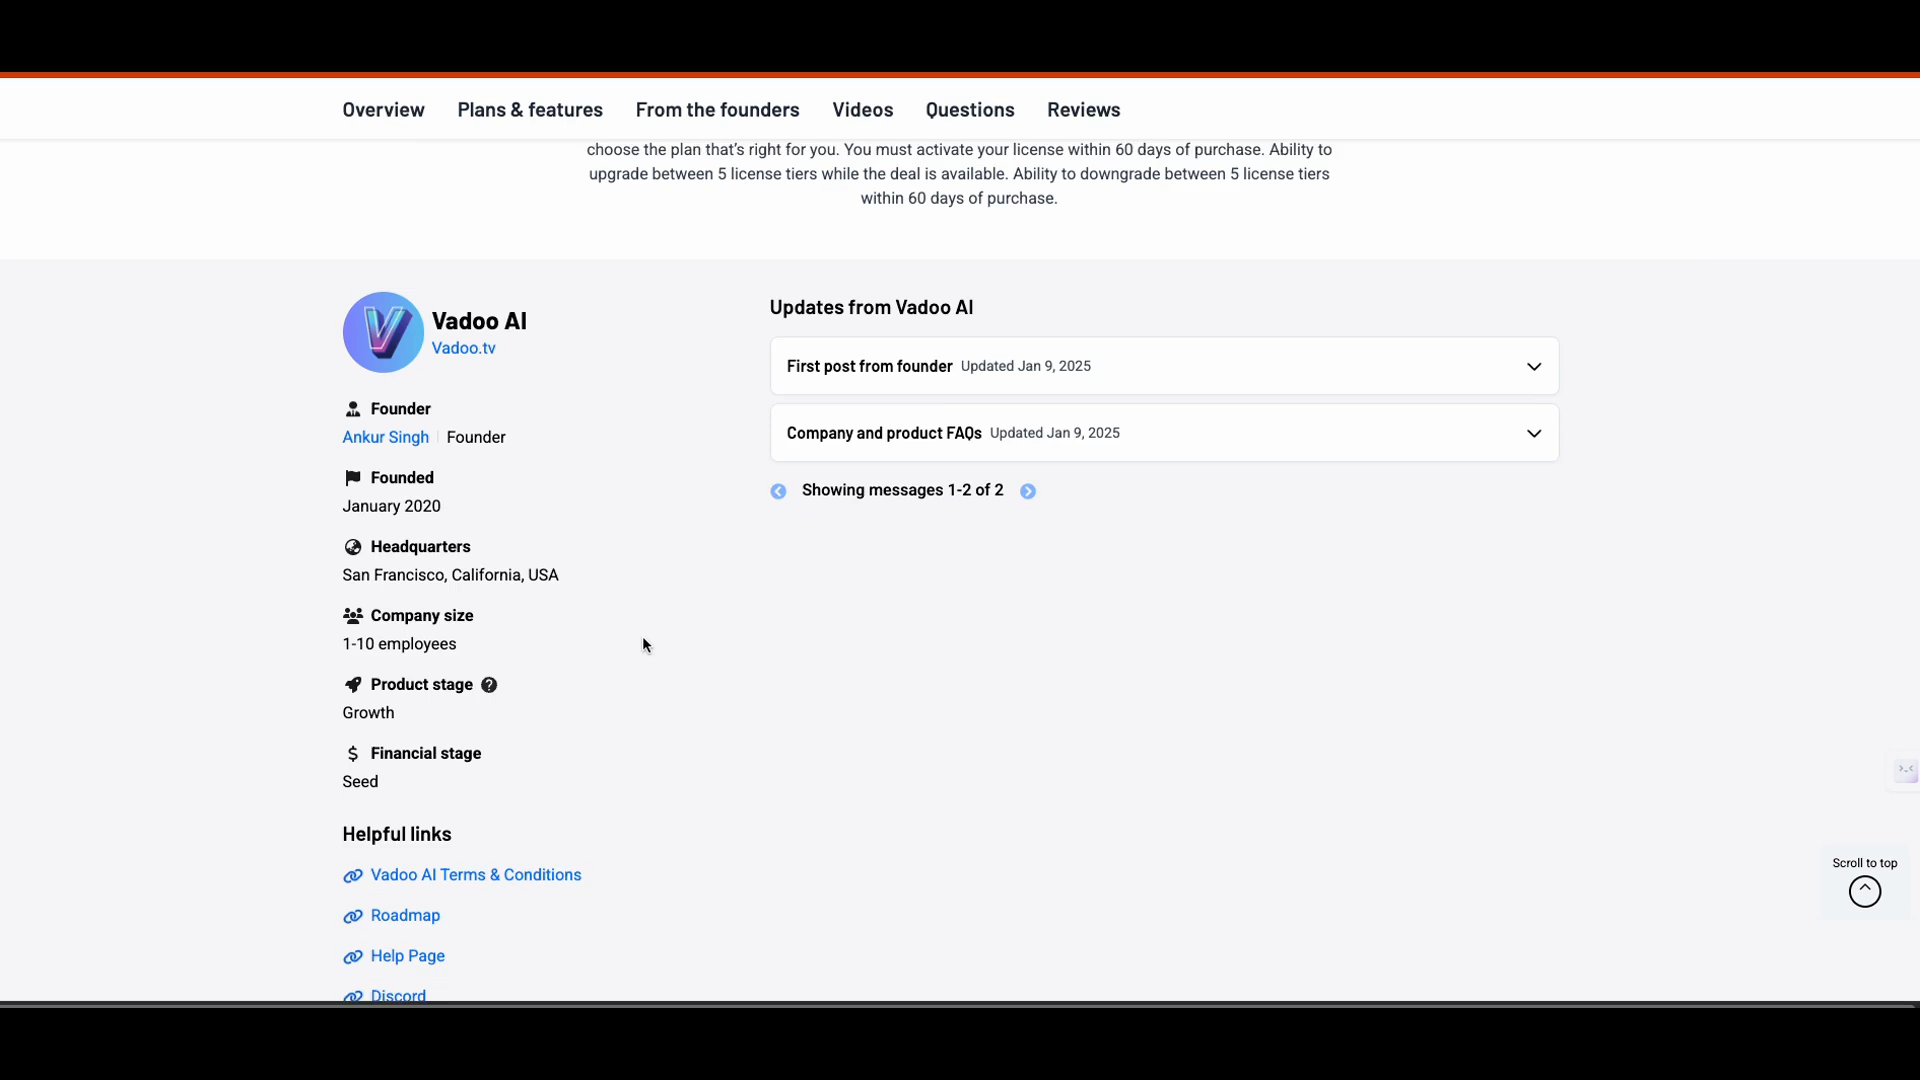 Overview Plans & features From the founders Videos Questions Reviews
choose the plan that's right for you. You must activate your license within 60 days of purchase. Ability to
upgrade between 5 license tiers while the deal is available. Ability to downgrade between 5 license tiers
within 60 days of purchase.
Vadoo AI
Vadoo.tv
Founder
Ankur Singh Founder
Founded
January 2020
Headquarters
San Francisco, California, USA
Company size
1-10 employees
Product stage
Growth
Financial stage
Seed
Helpful links
Vadoo AI Terms & Conditions
Roadmap
Help Page
Discord
Updates from Vadoo AI
First post from founder Updated Jan 9, 2025
Company and product FAQs Updated Jan 9, 2025
Showing messages 1-2 of 2
Scroll to top